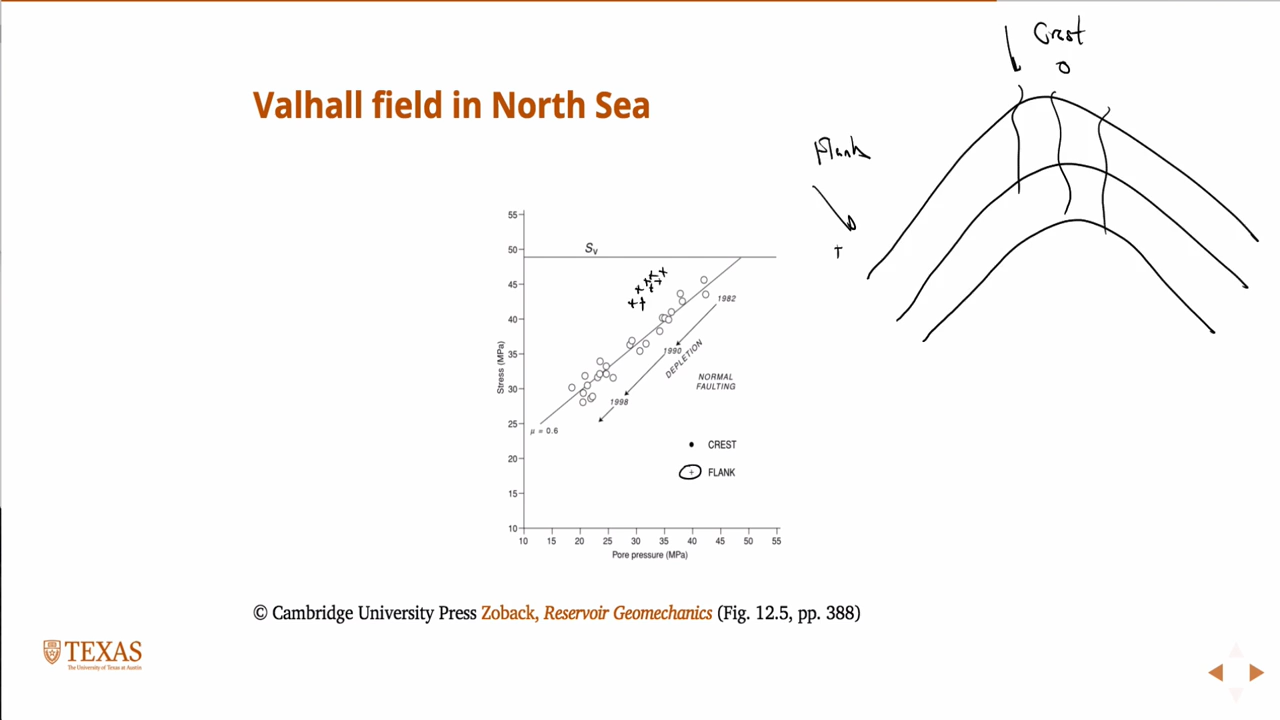 Crest
Valhall field in North Sea
Flank
+
55
50
45
40
35
30
25
20
15
10
Stress (MPa)
Sv
1982
1990
DEPLETION
NORMAL
FAULTING
1998
μ = 0.6
CREST
+ FLANK
10 15 20 25 30 35 40 45 50 55
Pore pressure (MPa)
© Cambridge University Press Zoback, Reservoir Geomechanics (Fig. 12.5, pp. 388)
TEXAS
The University of Texas at Austin